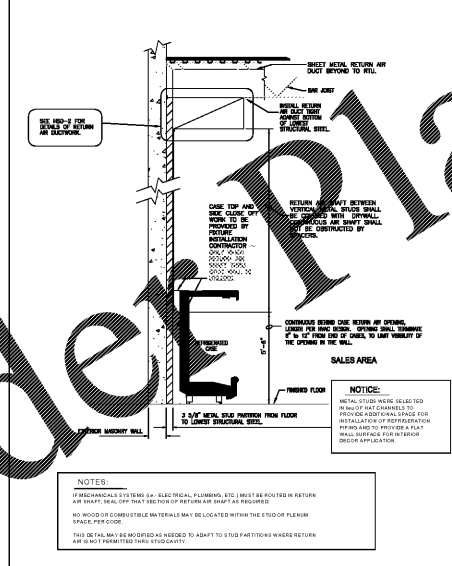 SHEET METAL RETURN AIR
DUCT BEYOND TO RTU.
BAR JOIST
INSTALL RETURN
AIR DUCT TIGHT
AGAINST BOTTOM
OF LOWEST
STRUCTURAL STEEL.
SEE HSD-2 FOR
DETAILS OF RETURN
AIR DUCTWORK.
CASE TOP AND
SIDE CLOSE OFF
WORK TO BE
PROVIDED BY
FIXTURE
INSTALLATION
CONTRACTOR
RETURN AIR SHAFT BETWEEN
VERTICAL METAL STUDS SHALL
BE COVERED WITH DRYWALL.
CONTINUOUS AIR SHAFT SHALL
NOT BE OBSTRUCTED BY
SPACERS.
CONTINUOUS BEHIND CASE RETURN AIR OPENING,
LENGTH PER HVAC DESIGN. OPENING SHALL TERMINATE
6" to 12" FROM END OF CASES, TO LIMIT VISIBILITY OF
THE OPENING IN THE WALL.
REFRIGERATED
CASE
5'-6"
SALES AREA
FINISHED FLOOR
3 5/8" METAL STUD PARTITION FROM FLOOR
TO LOWEST STRUCTURAL STEEL.
EXTERIOR MASONRY WALL
der Pla
NOTICE:
METAL STUDS WERE SELECTED
IN lieu OF HAT CHANNELS TO
PROVIDE ADDITIONAL SPACE FOR
INSTALLATION OF REFRIGERATION
PIPING AND TO PROVIDE A FLAT
WALL SURFACE FOR INTERIOR
DECOR APPLICATION.
NOTES:
IF MECHANICALS SYSTEMS (i.e.- ELECTRICAL, PLUMBING, ETC.) MUST BE ROUTED IN RETURN
AIR SHAFT, SEAL OFF THAT SECTION OF RETURN AIR SHAFT AS REQUIRED.
NO WOOD OR COMBUSTIBLE MATERIALS MAY BE LOCATED WITHIN THE STUD OR PLENUM
SPACE, PER CODE.
THIS DETAIL MAY BE MODIFIED AS NEEDED TO ADAPT TO STUD PARTITIONS WHERE RETURN
AIR IS NOT PERMITTED THRU STUD CAVITY.